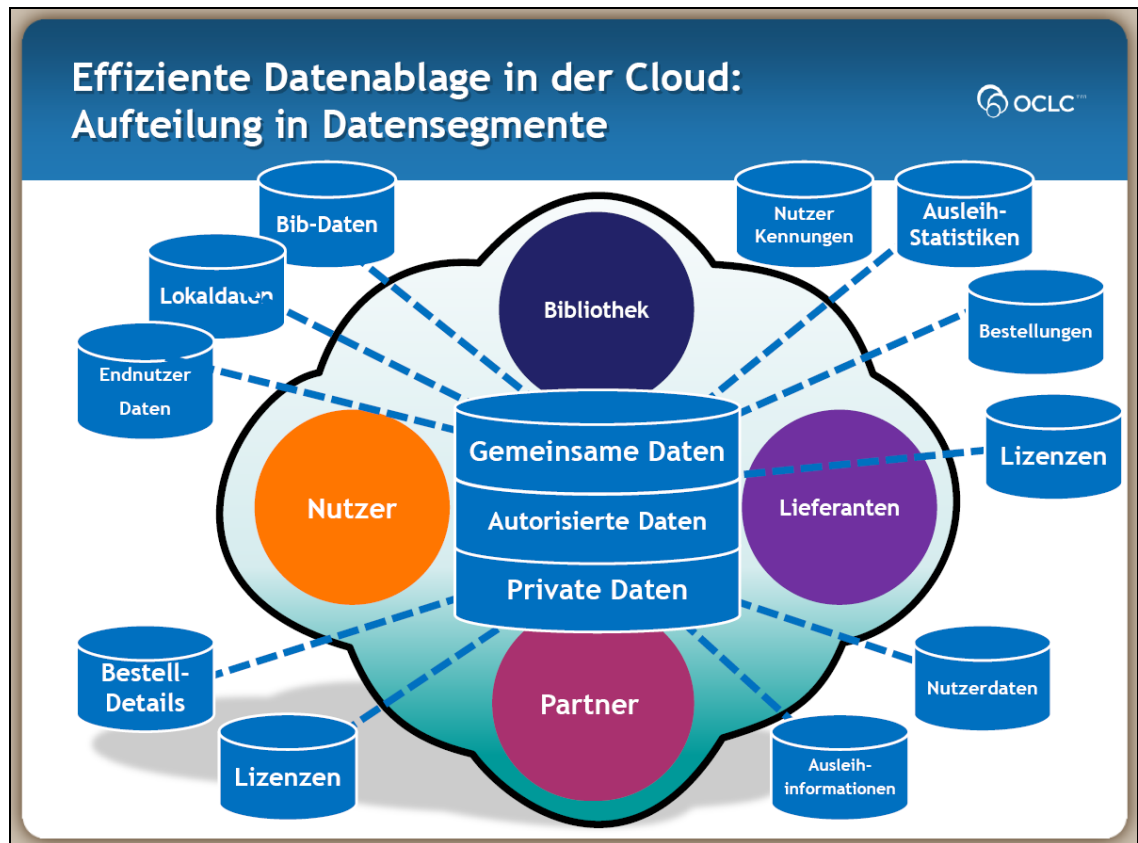 Effiziente Datenablage in der Cloud:
Aufteilung in Datensegmente
OCLC™
Bib-Daten
Nutzer
Kennungen
Ausleih-
Statistiken
Lokaldaten
Bibliothek
Bestellungen
Endnutzer
Daten
Gemeinsame Daten
Lizenzen
Nutzer
Autorisierte Daten
Lieferanten
Private Daten
Bestell-
Details
Partner
Nutzerdaten
Lizenzen
Ausleih-
informationen